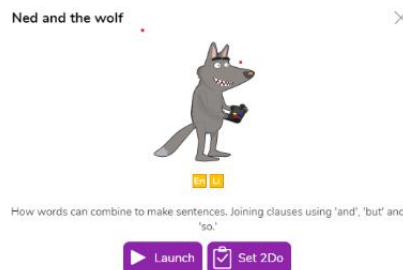 Ned and the wolf
En Li
How words can combine to make sentences. Joining clauses using 'and', 'but' and
'so.'
Launch Set 2Do